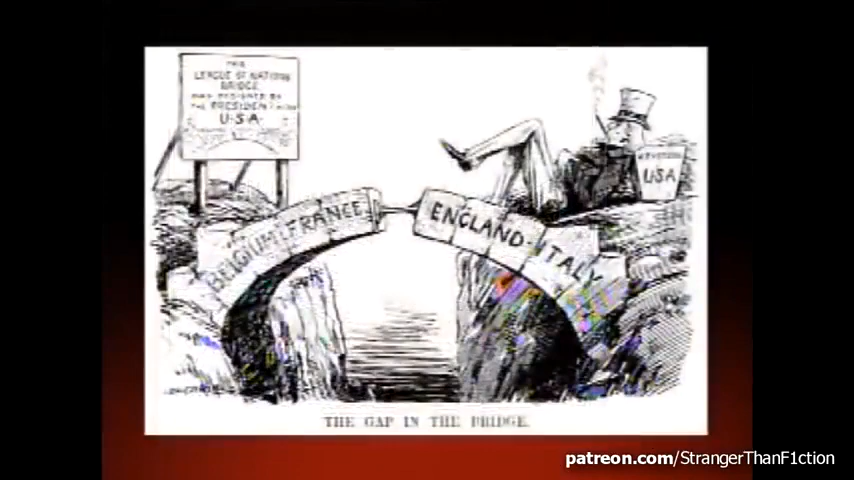 THIS
LEAGUE OF NATIONS
BRIDGE
WAS DESIGNED BY
THE PRESIDENT OF THE
U.S.A.
BELGIUM FRANCE
ENGLAND - ITALY
KEYSTONE
USA
THE GAP IN THE BRIDGE.
patreon.com/StrangerThanF1ction